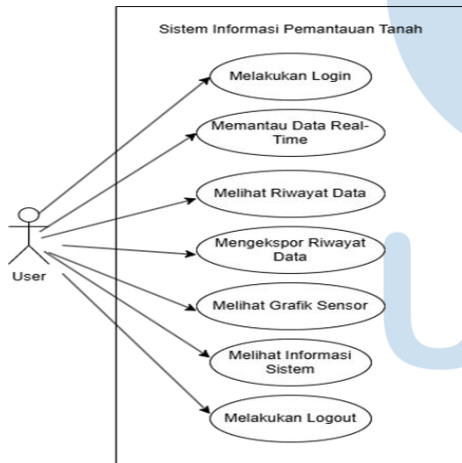 Sistem Informasi Pemantauan Tanah
Melakukan Login
Memantau Data Real-
Time
Melihat Riwayat Data
Mengekspor Riwayat
Data
User
Melihat Grafik Sensor
Melihat Informasi
Sistem
Melakukan Logout